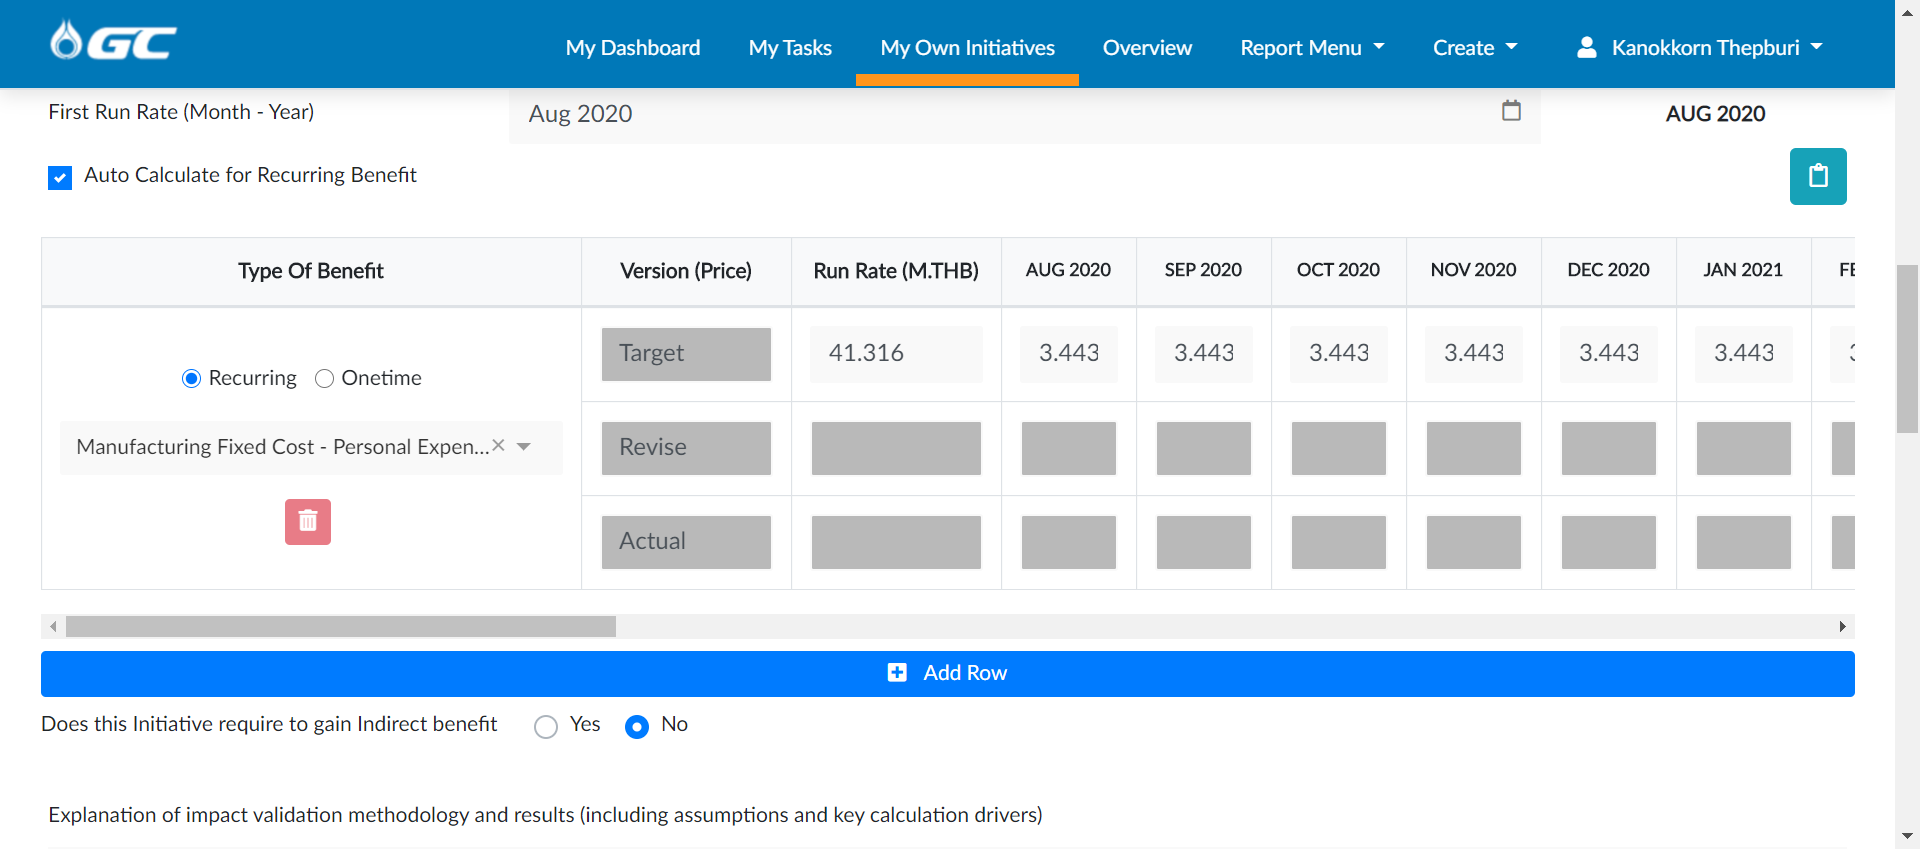 GC
My Dashboard My Tasks My Own Initiatives Overview Report Menu Create Kanokkorn Thepburi
First Run Rate (Month - Year) Aug 2020 AUG 2020
Auto Calculate for Recurring Benefit
Type Of Benefit Version (Price) Run Rate (M.THB) AUG 2020 SEP 2020 OCT 2020 NOV 2020 DEC 2020 JAN 2021
Target 41.316 3.443 3.443 3.443 3.443 3.443 3.443
Recurring Onetime
Manufacturing Fixed Cost - Personal Expen...
Revise
Actual
Add Row
Does this Initiative require to gain Indirect benefit Yes No
Explanation of impact validation methodology and results (including assumptions and key calculation drivers)